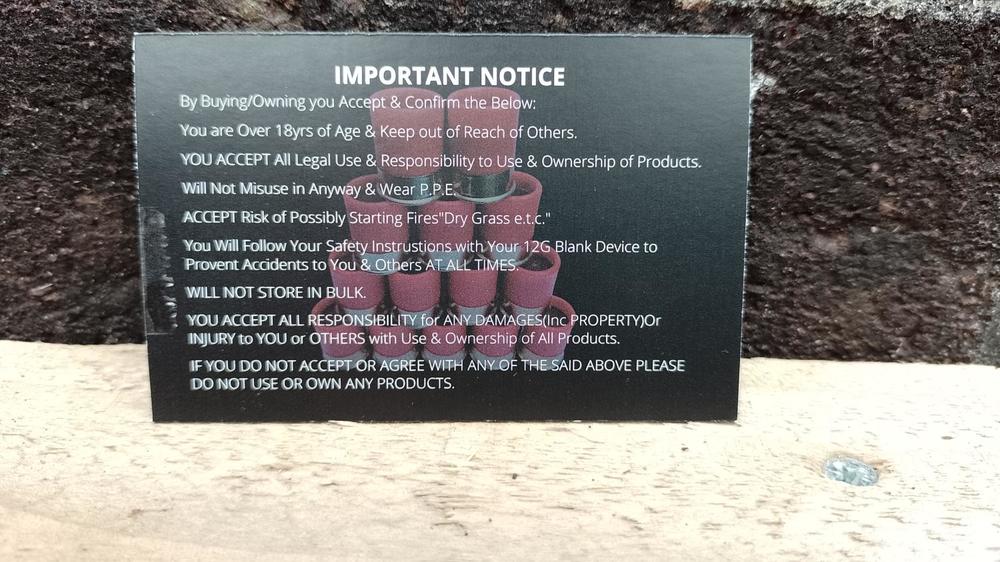 IMPORTANT NOTICE
By Buying/Owning you Accept & Confirm the Below:
You are Over 18yrs of Age & Keep out of Reach of Others.
YOU ACCEPT All Legal Use & Responsibility to Use & Ownership of Products.
Will Not Misuse in Anyway & Wear P.P.E.
ACCEPT Risk of Possibly Starting Fires"Dry Grass e.t.c."
You Will Follow Your Safety Instrustions with Your 12G Blank Device to
Provent Accidents to You & Others AT ALL TIMES.
WILL NOT STORE IN BULK.
YOU ACCEPT ALL RESPONSIBILITY for ANY DAMAGES(Inc PROPERTY)Or
INJURY to YOU or OTHERS with Use & Ownership of All Products.
IF YOU DO NOT ACCEPT OR AGREE WITH ANY OF THE SAID ABOVE PLEASE
DO NOT USE OR OWN ANY PRODUCTS.